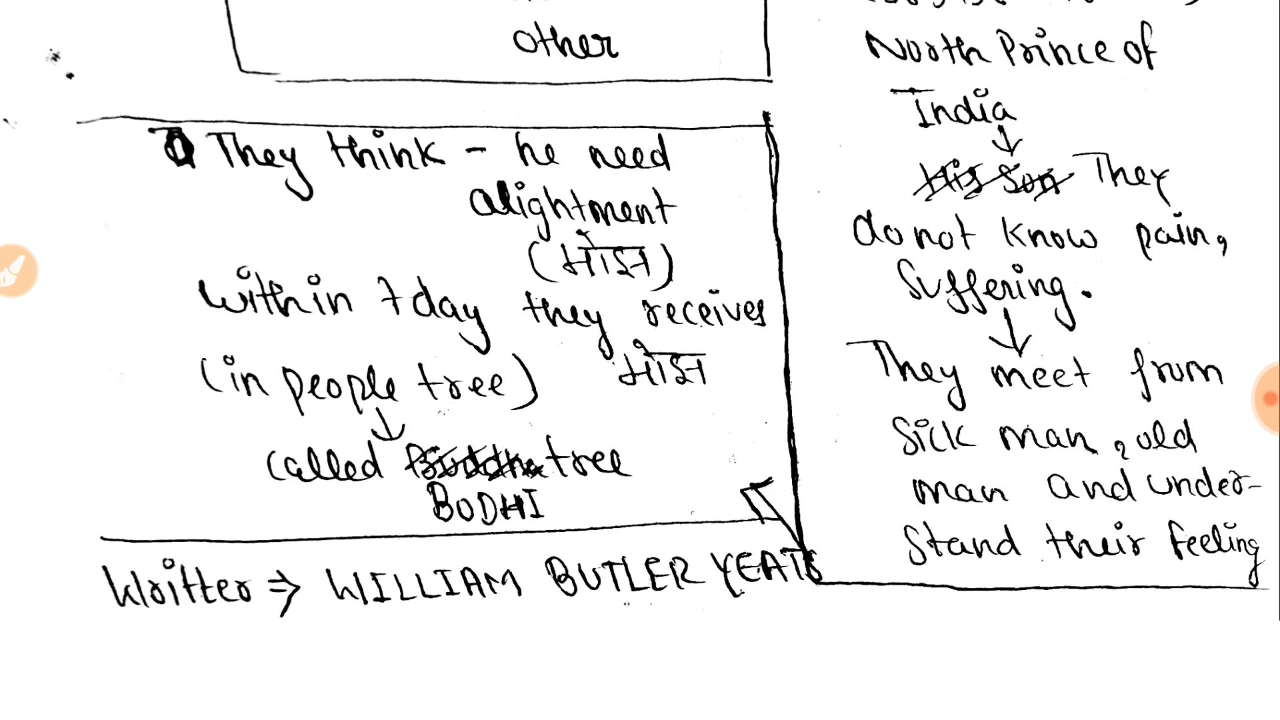 other
They think - he need
alightment
(मोक्ष)
within 7 day they receives
(in people tree) मोक्ष
↓
called tree
BODHI
Writter ⇒ WILLIAM BUTLER YEATS
North Prince of
India
↓
His Son They
do not know pain,
Suffering.
↓
They meet from
Sick man, old
man and under-
Stand their feeling